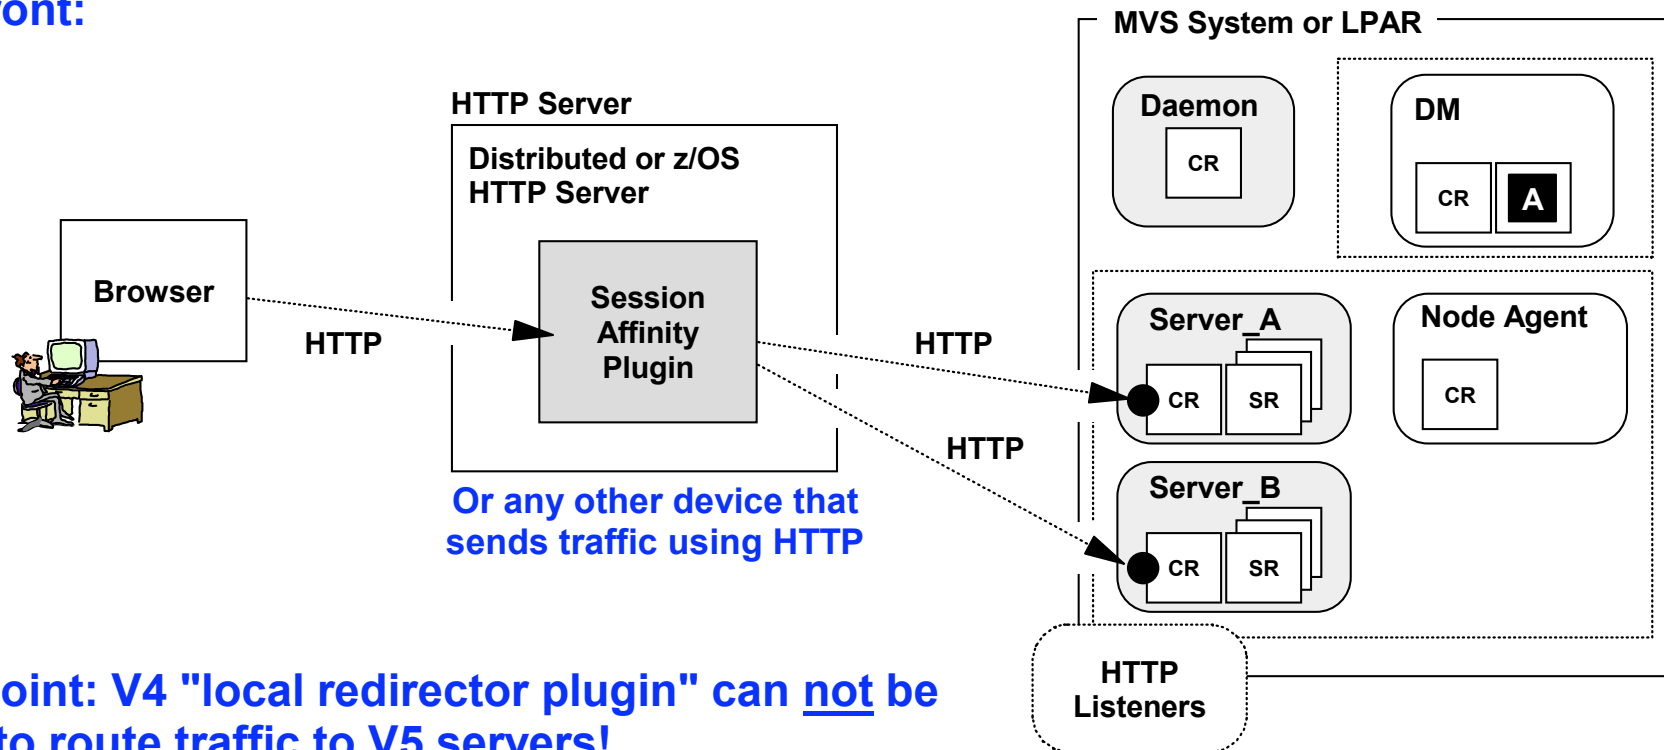 ont:
MVS System or LPAR
HTTP Server
Daemon
CR
DM
CR
A
Distributed or z/OS
HTTP Server
Browser
HTTP
Session
Affinity
Plugin
HTTP
HTTP
Server_A
CR
SR
Node Agent
CR
Server_B
CR
SR
Or any other device that
sends traffic using HTTP
HTTP
Listeners
oint: V4 "local redirector plugin" can not be
to route traffic to V5 servers!